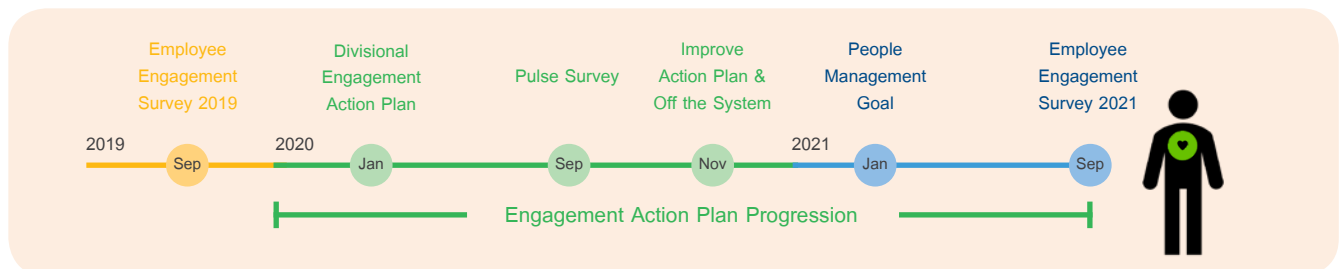 Employee
Engagement
Survey 2019
Divisional
Engagement
Action Plan
Pulse Survey
Improve
Action Plan &
Off the System
People
Management
Goal
Employee
Engagement
Survey 2021
2019
2020
2021
Sep
Jan
Sep
Nov
Jan
Sep
Engagement Action Plan Progression